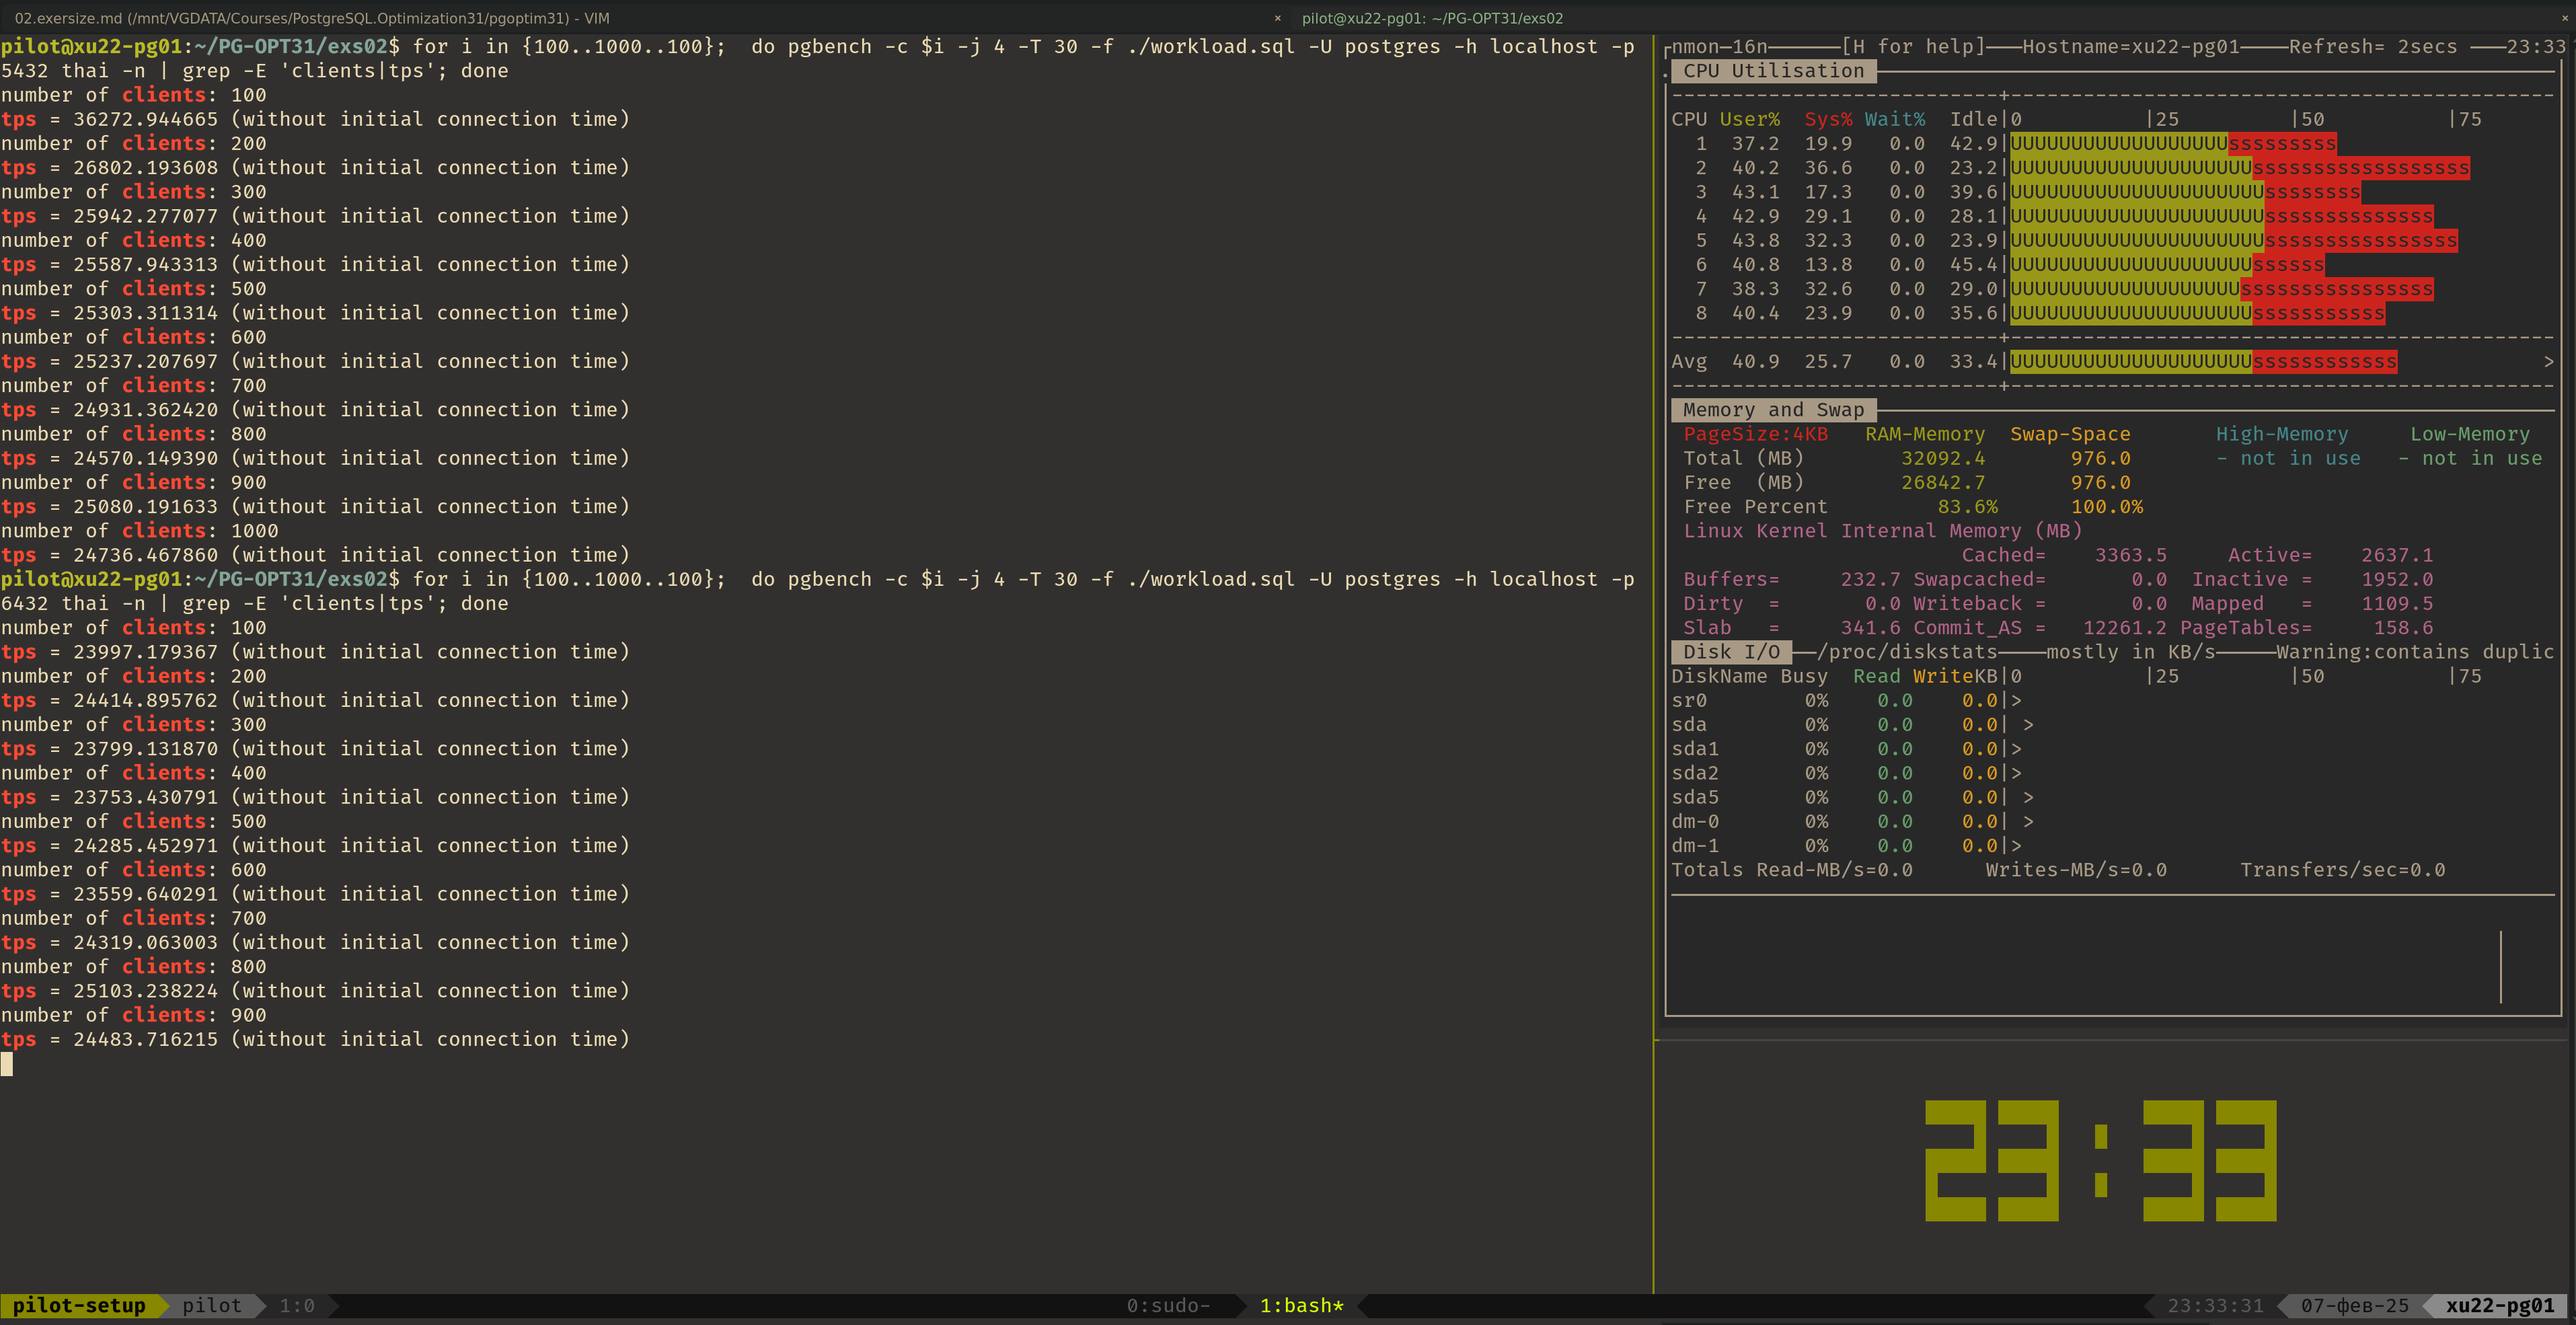 02.exersize.md (/mnt/VGDATA/Courses/PostgreSQL.Optimization31/pgoptim31) - VIM × pilot@xu22-pg01: ~/PG-OPT31/exs02 ×
pilot@xu22-pg01:~/PG-OPT31/exs02$ for i in {100..1000..100};  do pgbench -c $i -j 4 -T 30 -f ./workload.sql -U postgres -h localhost -p
5432 thai -n | grep -E 'clients|tps'; done
number of clients: 100
tps = 36272.944665 (without initial connection time)
number of clients: 200
tps = 26802.193608 (without initial connection time)
number of clients: 300
tps = 25942.277077 (without initial connection time)
number of clients: 400
tps = 25587.943313 (without initial connection time)
number of clients: 500
tps = 25303.311314 (without initial connection time)
number of clients: 600
tps = 25237.207697 (without initial connection time)
number of clients: 700
tps = 24931.362420 (without initial connection time)
number of clients: 800
tps = 24570.149390 (without initial connection time)
number of clients: 900
tps = 25080.191633 (without initial connection time)
number of clients: 1000
tps = 24736.467860 (without initial connection time)
pilot@xu22-pg01:~/PG-OPT31/exs02$ for i in {100..1000..100};  do pgbench -c $i -j 4 -T 30 -f ./workload.sql -U postgres -h localhost -p
6432 thai -n | grep -E 'clients|tps'; done
number of clients: 100
tps = 23997.179367 (without initial connection time)
number of clients: 200
tps = 24414.895762 (without initial connection time)
number of clients: 300
tps = 23799.131870 (without initial connection time)
number of clients: 400
tps = 23753.430791 (without initial connection time)
number of clients: 500
tps = 24285.452971 (without initial connection time)
number of clients: 600
tps = 23559.640291 (without initial connection time)
number of clients: 700
tps = 24319.063003 (without initial connection time)
number of clients: 800
tps = 25103.238224 (without initial connection time)
number of clients: 900
tps = 24483.716215 (without initial connection time)
nmon─16n──────[H for help]───Hostname=xu22-pg01────Refresh= 2secs ───23:33
CPU Utilisation
CPU User% Sys% Wait% Idle|0 |25 |50 |75
1 37.2 19.9 0.0 42.9|UUUUUUUUUUUUUUUUUUsssssssss
2 40.2 36.6 0.0 23.2|UUUUUUUUUUUUUUUUUUUUssssssssssssssssss
3 43.1 17.3 0.0 39.6|UUUUUUUUUUUUUUUUUUUUUssssssss
4 42.9 29.1 0.0 28.1|UUUUUUUUUUUUUUUUUUUUUssssssssssssss
5 43.8 32.3 0.0 23.9|UUUUUUUUUUUUUUUUUUUUUssssssssssssssss
6 40.8 13.8 0.0 45.4|UUUUUUUUUUUUUUUUUUUUssssss
7 38.3 32.6 0.0 29.0|UUUUUUUUUUUUUUUUUUUssssssssssssssss
8 40.4 23.9 0.0 35.6|UUUUUUUUUUUUUUUUUUUUsssssssssss
Avg 40.9 25.7 0.0 33.4|UUUUUUUUUUUUUUUUUUUUssssssssssss >
Memory and Swap
PageSize:4KB RAM-Memory Swap-Space High-Memory Low-Memory
Total (MB) 32092.4 976.0 - not in use - not in use
Free (MB) 26842.7 976.0
Free Percent 83.6% 100.0%
Linux Kernel Internal Memory (MB)
Cached= 3363.5 Active= 2637.1
Buffers= 232.7 Swapcached= 0.0 Inactive = 1952.0
Dirty = 0.0 Writeback = 0.0 Mapped = 1109.5
Slab = 341.6 Commit_AS = 12261.2 PageTables= 158.6
Disk I/O ──/proc/diskstats────mostly in KB/s─────Warning:contains duplic
DiskName Busy Read WriteKB|0 |25 |50 |75
sr0 0% 0.0 0.0|>
sda 0% 0.0 0.0| >
sda1 0% 0.0 0.0|>
sda2 0% 0.0 0.0|>
sda5 0% 0.0 0.0| >
dm-0 0% 0.0 0.0| >
dm-1 0% 0.0 0.0|>
Totals Read-MB/s=0.0 Writes-MB/s=0.0 Transfers/sec=0.0
23:33
pilot-setup pilot 1:0 0:sudo- 1:bash* 23:33:31 07-фев-25 xu22-pg01